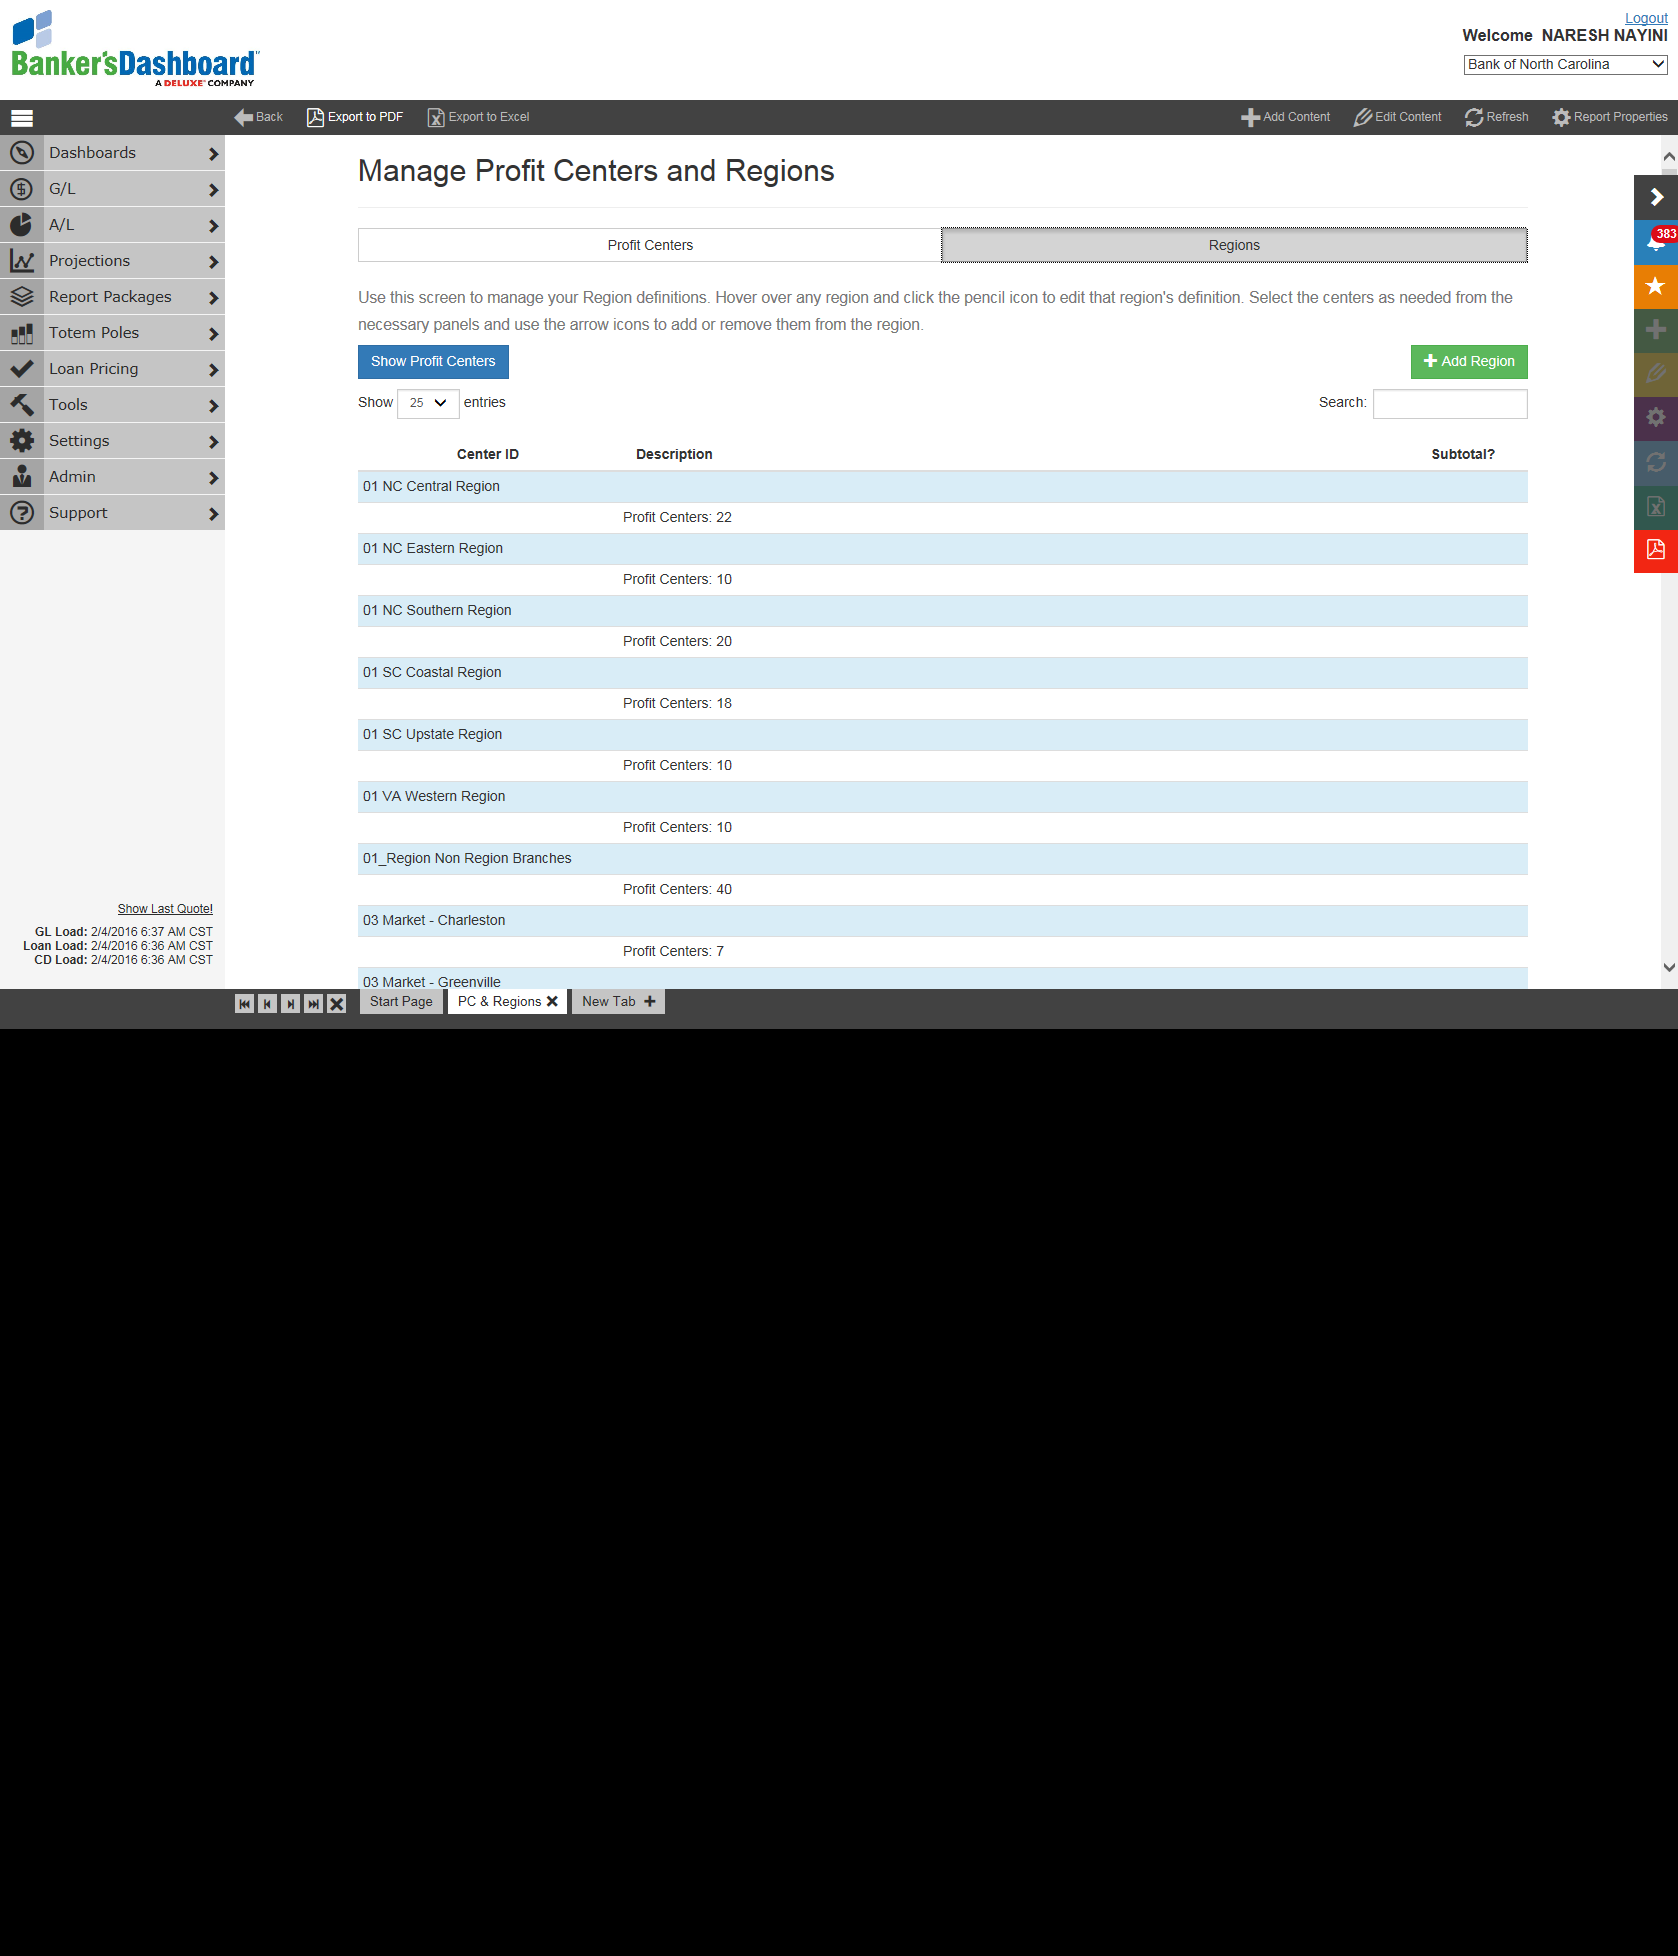 Logout
Banker'sDashboard
A DELUXE COMPANY
Welcome NARESH NAYINI
Bank of North Carolina
Back Export to PDF Export to Excel Add Content Edit Content Refresh Report Properties
Dashboards
G/L
A/L
Projections
Report Packages
Totem Poles
Loan Pricing
Tools
Settings
Admin
Support
Show Last Quote!
GL Load: 2/4/2016 6:37 AM CST
Loan Load: 2/4/2016 6:36 AM CST
CD Load: 2/4/2016 6:36 AM CST
Manage Profit Centers and Regions
Profit Centers Regions
Use this screen to manage your Region definitions. Hover over any region and click the pencil icon to edit that region's definition. Select the centers as needed from the
necessary panels and use the arrow icons to add or remove them from the region.
Show Profit Centers + Add Region
Show 25 entries Search:
Center ID Description Subtotal?
01 NC Central Region
Profit Centers: 22
01 NC Eastern Region
Profit Centers: 10
01 NC Southern Region
Profit Centers: 20
01 SC Coastal Region
Profit Centers: 18
01 SC Upstate Region
Profit Centers: 10
01 VA Western Region
Profit Centers: 10
01_Region Non Region Branches
Profit Centers: 40
03 Market - Charleston
Profit Centers: 7
03 Market - Greenville
383
Start Page PC & Regions New Tab